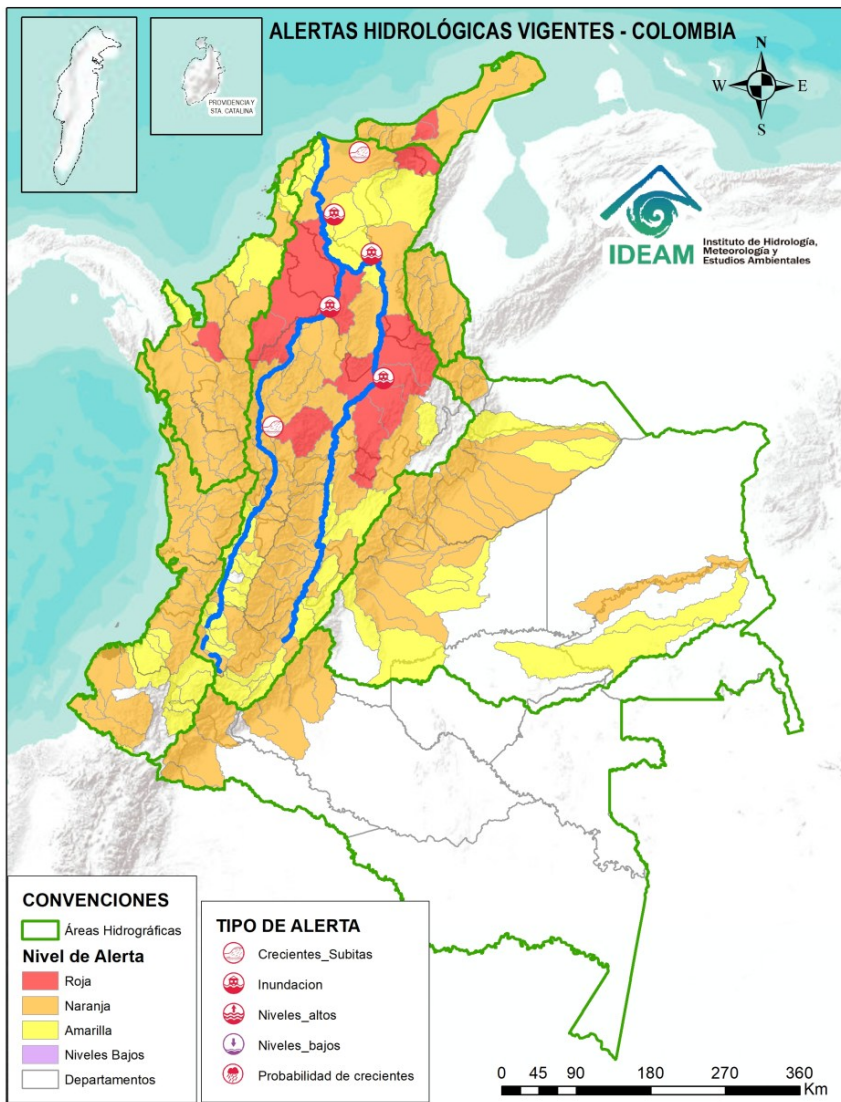 ALERTAS HIDROLÓGICAS VIGENTES - COLOMBIA
PROVIDENCIA Y
STA. CATALINA
N
W
E
S
IDEAM
Instituto de Hidrología,
Meteorología y
Estudios Ambientales
CONVENCIONES
Áreas Hidrográficas
Nivel de Alerta
Roja
Naranja
Amarilla
Niveles Bajos
Departamentos
TIPO DE ALERTA
Crecientes_Subitas
Inundacion
Niveles_altos
Niveles_bajos
Probabilidad de crecientes
0 45 90 180 270 360
Km